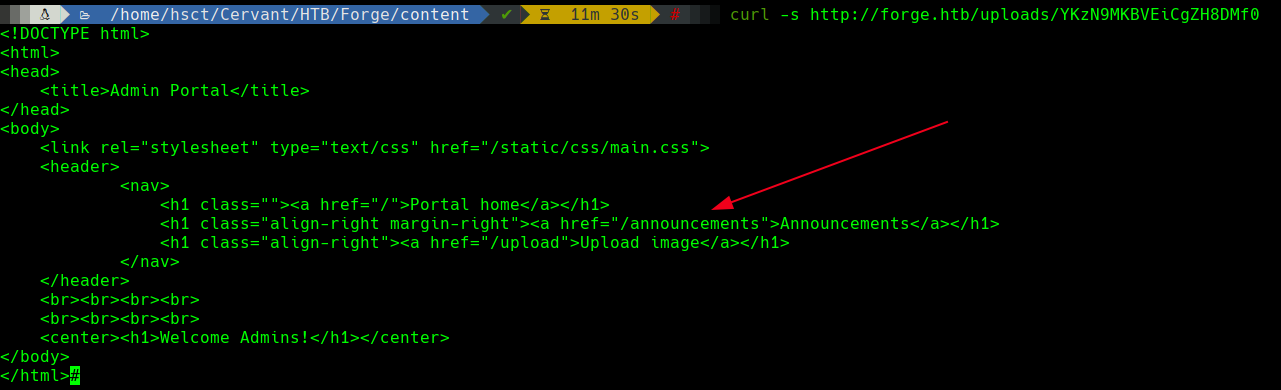 /home/hsct/Cervant/HTB/Forge/content ✔ 11m 30s # curl -s http://forge.htb/uploads/YKzN9MKBVEiCgZH8DMf0
<!DOCTYPE html>
<html>
<head>
    <title>Admin Portal</title>
</head>
<body>
    <link rel="stylesheet" type="text/css" href="/static/css/main.css">
    <header>
            <nav>
                <h1 class=""><a href="/">Portal home</a></h1>
                <h1 class="align-right margin-right"><a href="/announcements">Announcements</a></h1>
                <h1 class="align-right"><a href="/upload">Upload image</a></h1>
            </nav>
    </header>
    <br><br><br><br>
    <br><br><br><br>
    <center><h1>Welcome Admins!</h1></center>
</body>
</html>#